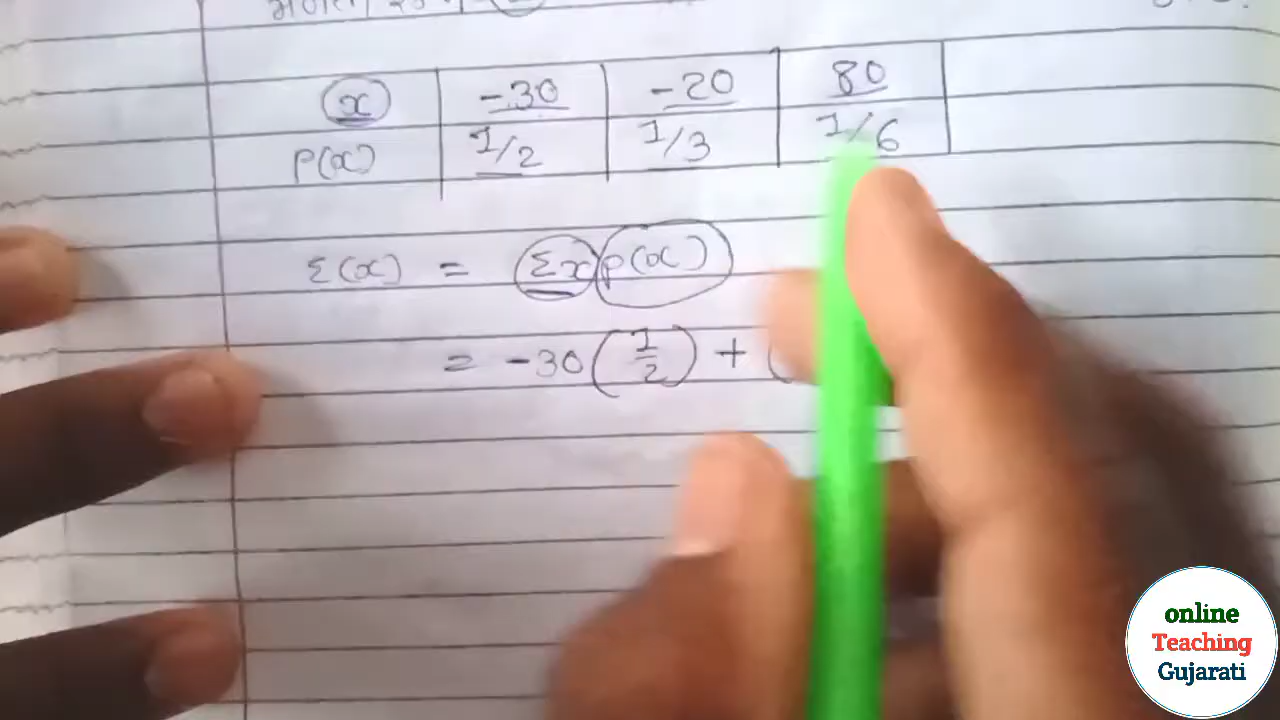 x -30 -20 80
P(x) 1/2 1/3 1/6
Σ(x) = Σx p(x)
= -30(1/2) + (
online
Teaching
Gujarati